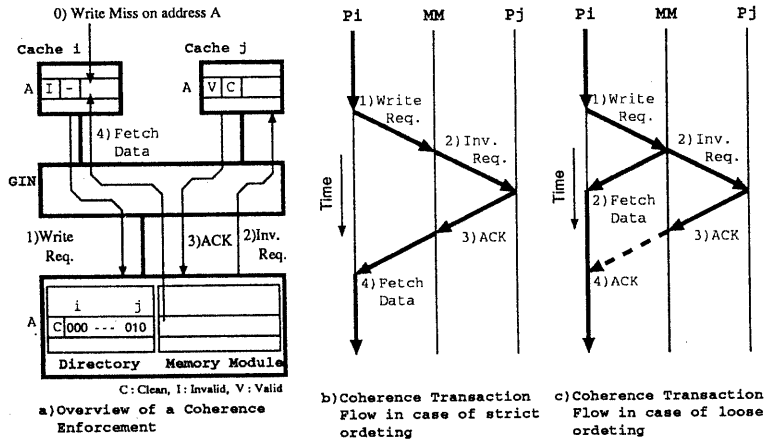 0) Write Miss on address A
Cache i
Cache j
A I -
A V C
4)Fetch
Data
GIN
1)Write
Req.
3)ACK
2)Inv.
Req.
i j
A C 000 --- 010
Directory Memory Module
C : Clean, I : Invalid, V : Valid
a)Overview of a Coherence
Enforcement
Pi MM Pj
1)Write
Req.
2)Inv.
Req.
Time
3)ACK
4)Fetch
Data
b)Coherence Transaction
Flow in case of strict
ordeting
Pi MM Pj
1)Write
Req.
2)Inv.
Req.
Time
2)Fetch
Data
3)ACK
4)ACK
c)Coherence Transaction
Flow in case of loose
ordeting